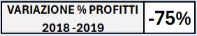 VARIAZIONE % PROFITTI
2018 -2019
-75%